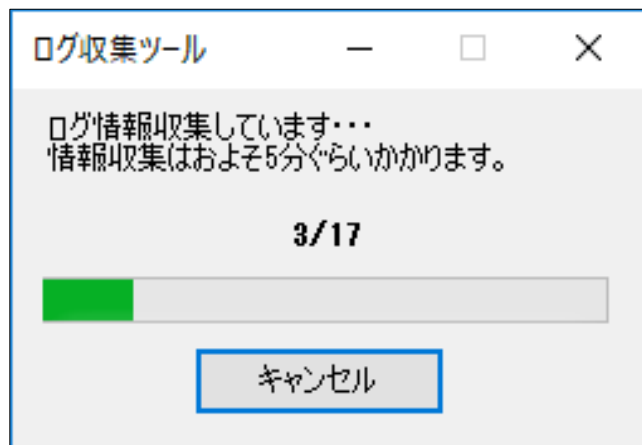 ログ収集ツール
ログ情報収集しています・・・
情報収集はおよそ5分ぐらいかかります。
3/17
キャンセル